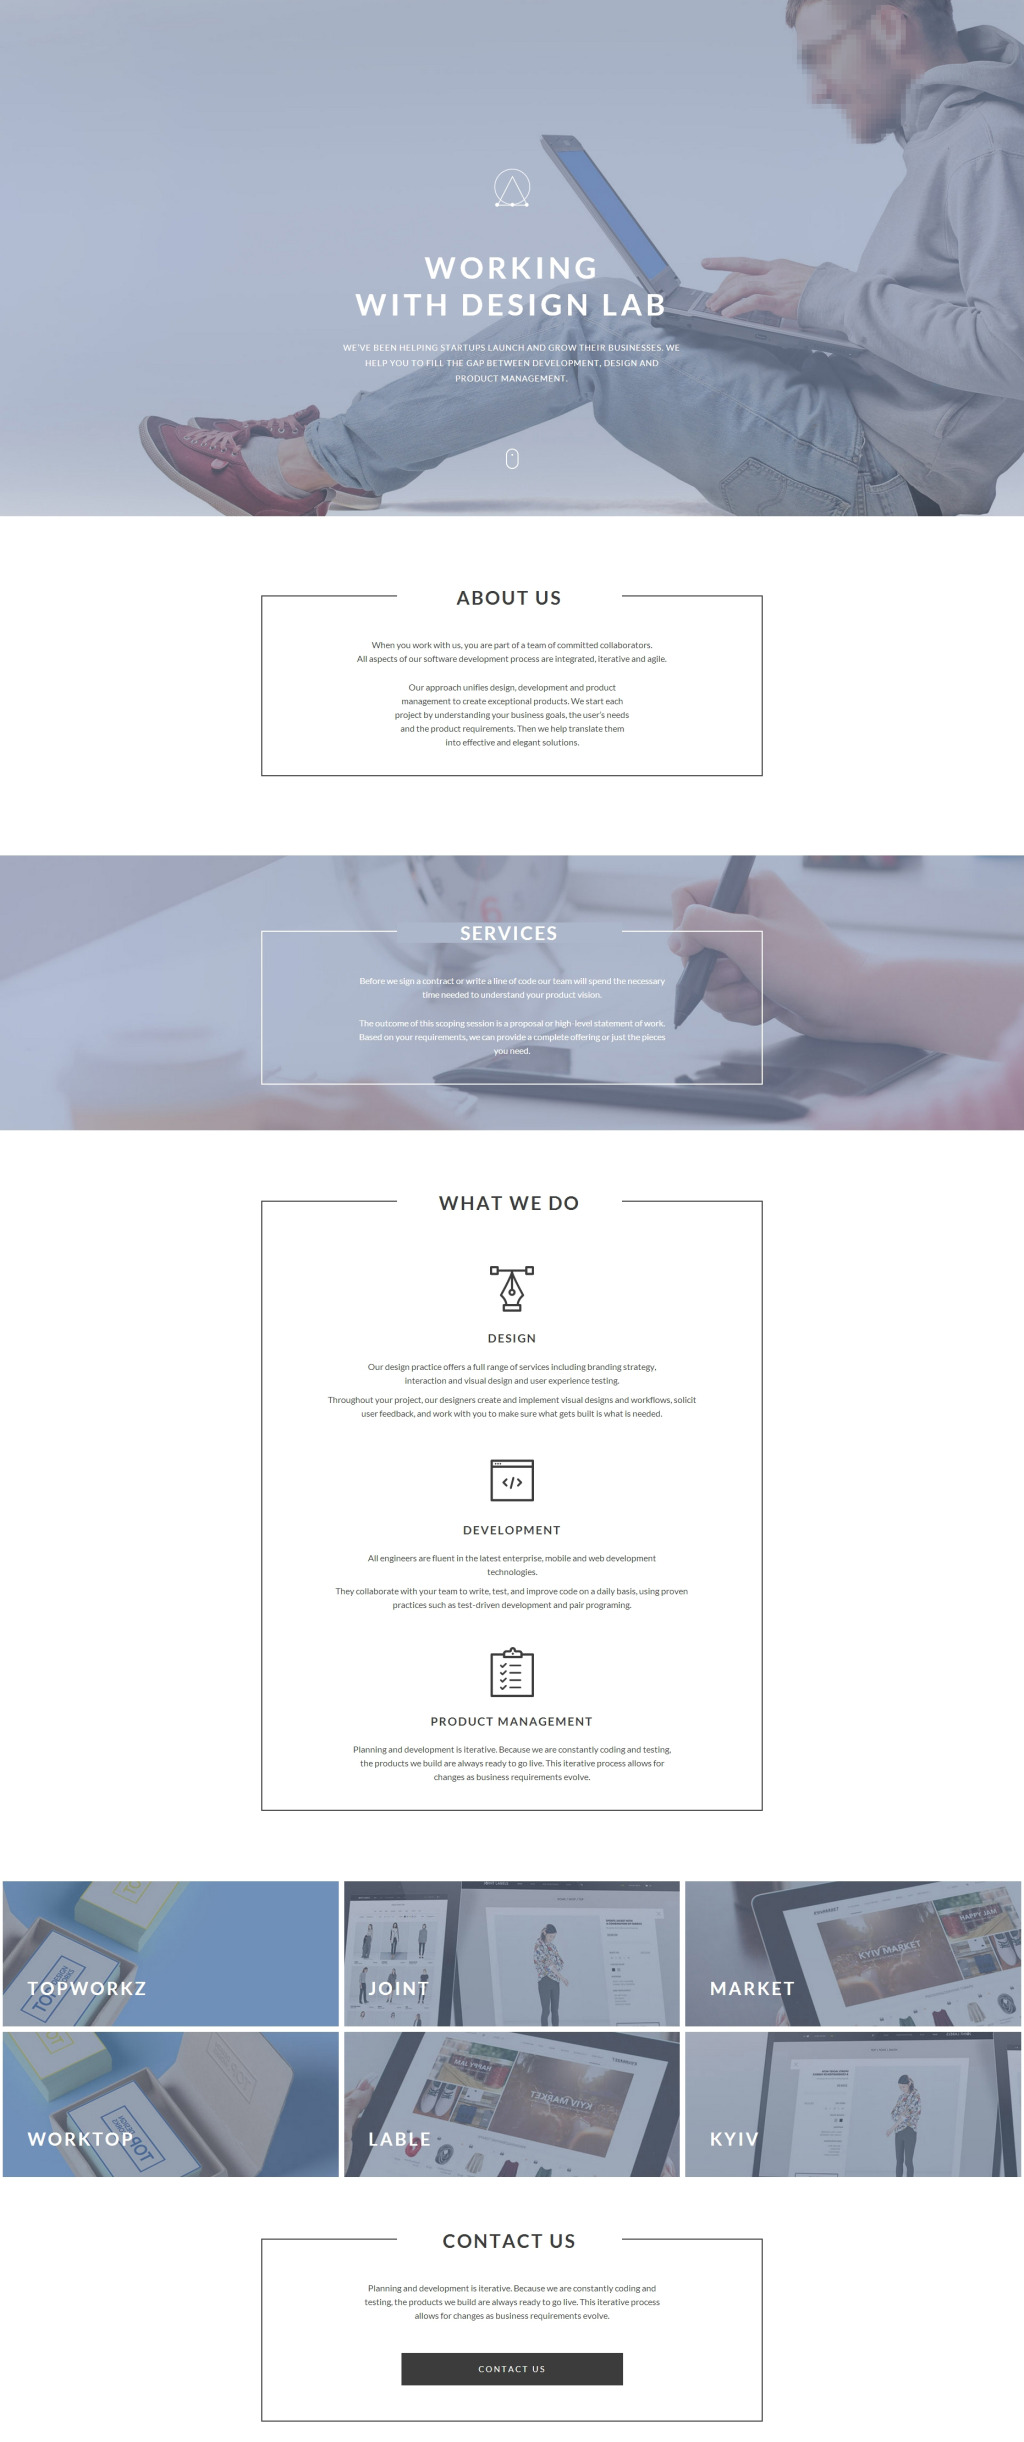 WORKING
WITH DESIGN LAB
WE'VE BEEN HELPING STARTUPS LAUNCH AND GROW THEIR BUSINESSES. WE
HELP YOU TO FILL THE GAP BETWEEN DEVELOPMENT, DESIGN AND
PRODUCT MANAGEMENT.
ABOUT US
When you work with us, you are part of a team of committed collaborators.
All aspects of our software development process are integrated, iterative and agile.
Our approach unifies design, development and product
management to create exceptional products. We start each
project by understanding your business goals, the user's needs
and the product requirements. Then we help translate them
into effective and elegant solutions.
6
SERVICES
Before we sign a contract or write a line of code our team will spend the necessary
time needed to understand your product vision.
The outcome of this scoping session is a proposal or high-level statement of work.
Based on your requirements, we can provide a complete offering or just the pieces
you need.
WHAT WE DO
DESIGN
Our design practice offers a full range of services including branding strategy,
interaction and visual design and user experience testing.
Throughout your project, our designers create and implement visual designs and workflows, solicit
user feedback, and work with you to make sure what gets built is what is needed.
</>
DEVELOPMENT
All engineers are fluent in the latest enterprise, mobile and web development
technologies.
They collaborate with your team to write, test, and improve code on a daily basis, using proven
practices such as test-driven development and pair programing.
PRODUCT MANAGEMENT
Planning and development is iterative. Because we are constantly coding and testing,
the products we build are always ready to go live. This iterative process allows for
changes as business requirements evolve.
TOPWORKZ
JOINT
HAPPY JAM
KYIV MARKET
MARKET
HAPPY JAM
KYIV MARKET
WORKTOP
LABLE
KYIV
CONTACT US
Planning and development is iterative. Because we are constantly coding and
testing, the products we build are always ready to go live. This iterative process
allows for changes as business requirements evolve.
CONTACT US